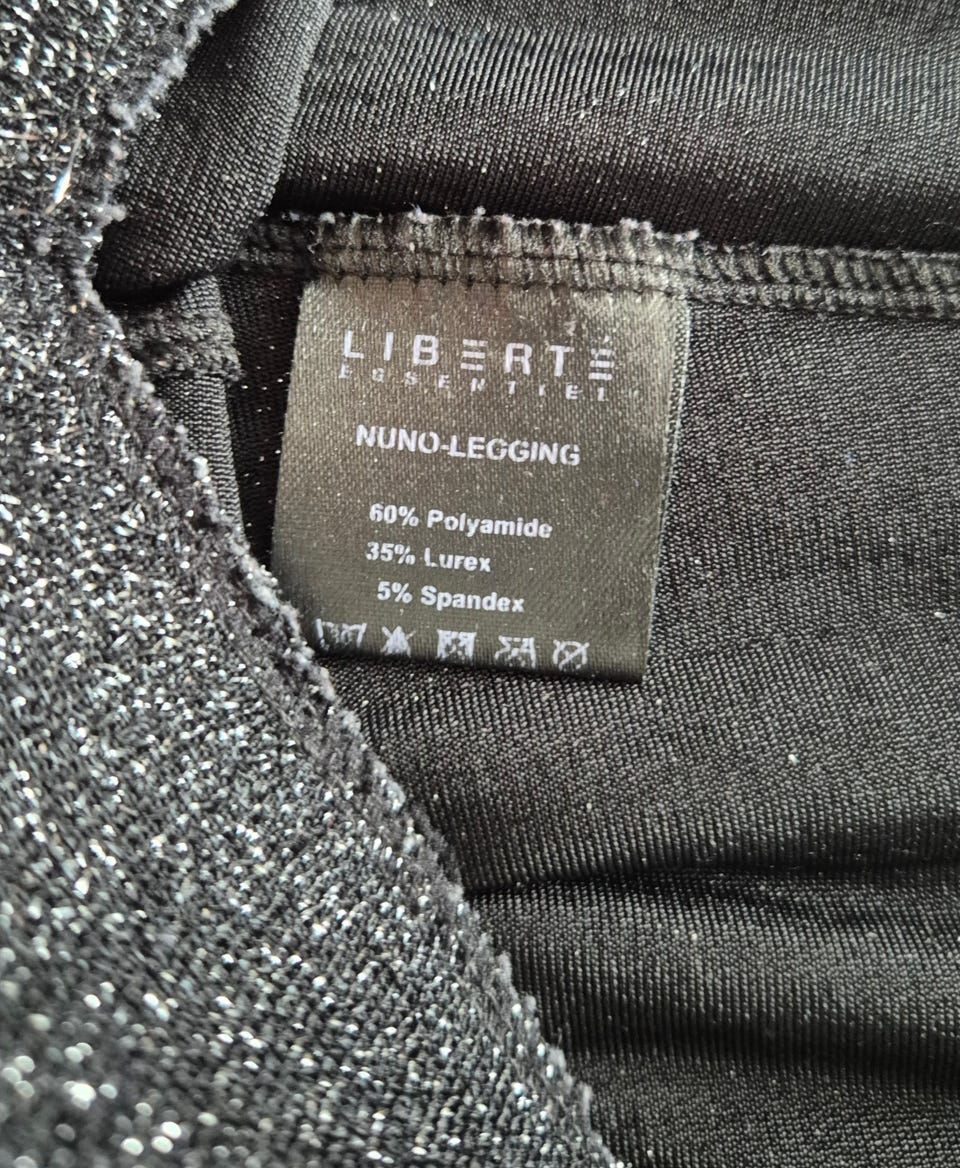 LIBERTÉ
ESSENTIEL
NUNO-LEGGING
60% Polyamide
35% Lurex
5% Spandex